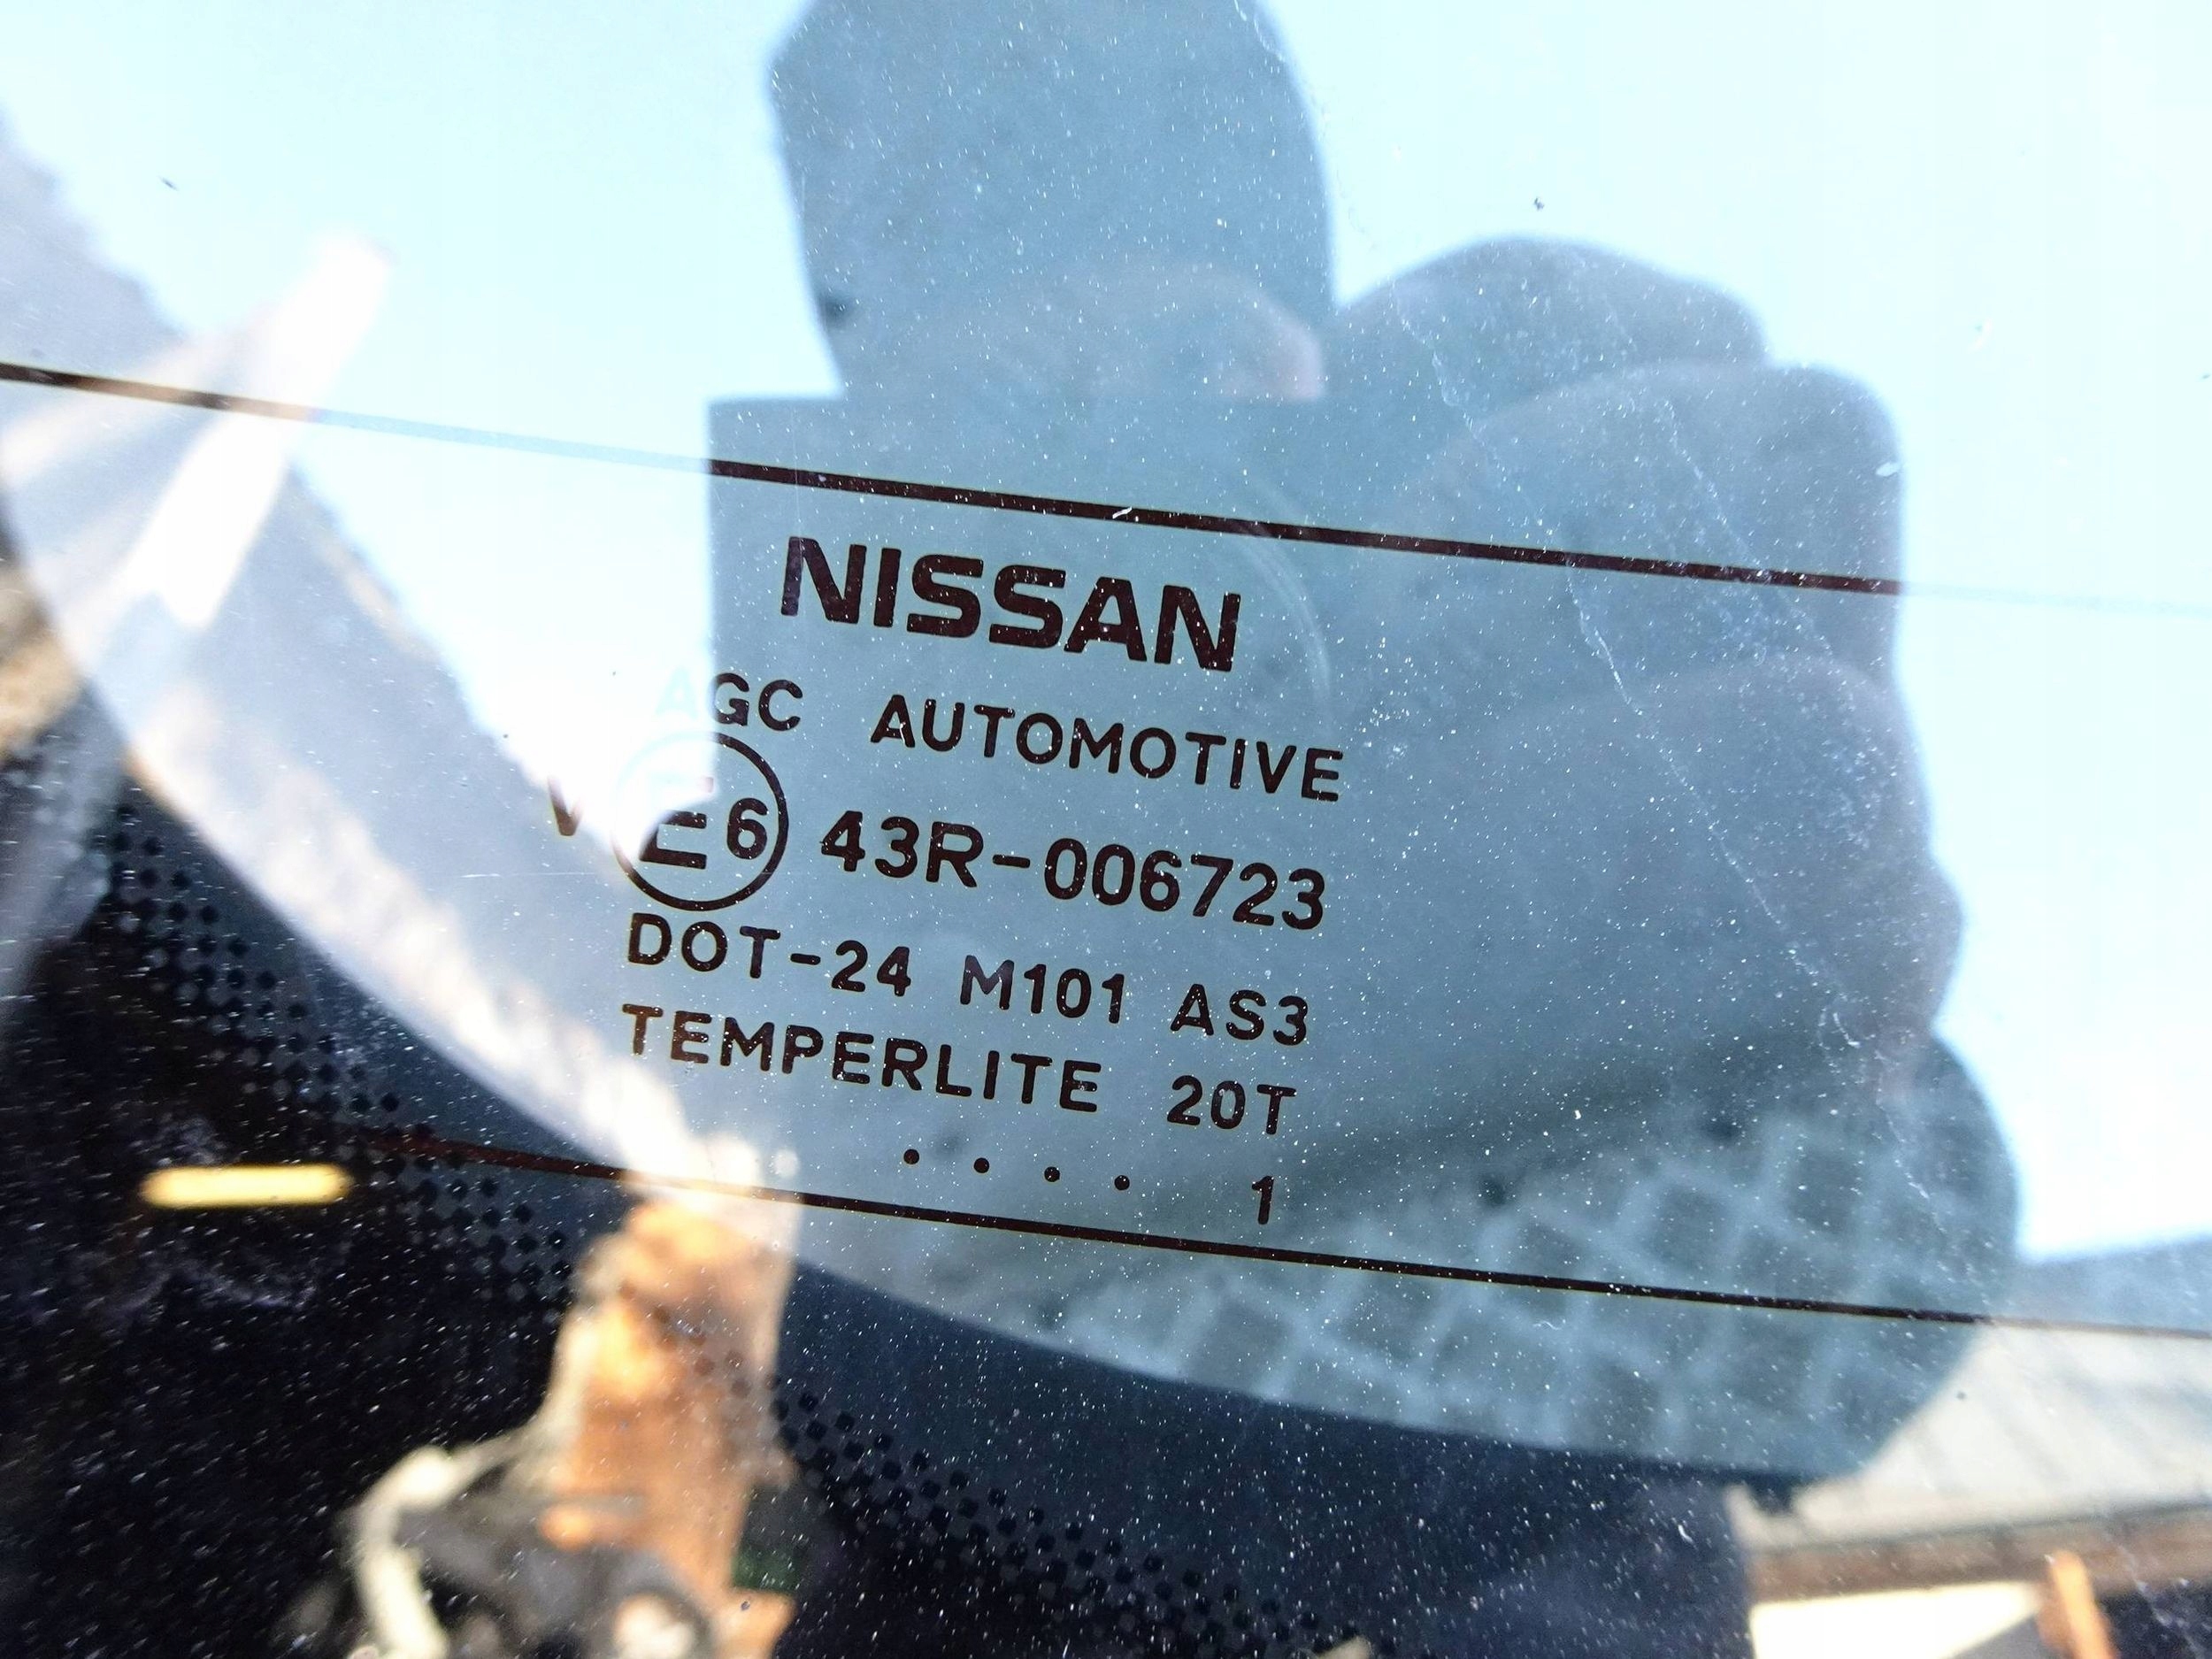 NISSAN
AGC AUTOMOTIVE
V E6 43R-006723
DOT-24 M101 AS3
TEMPERLITE 20T
. . . . 1